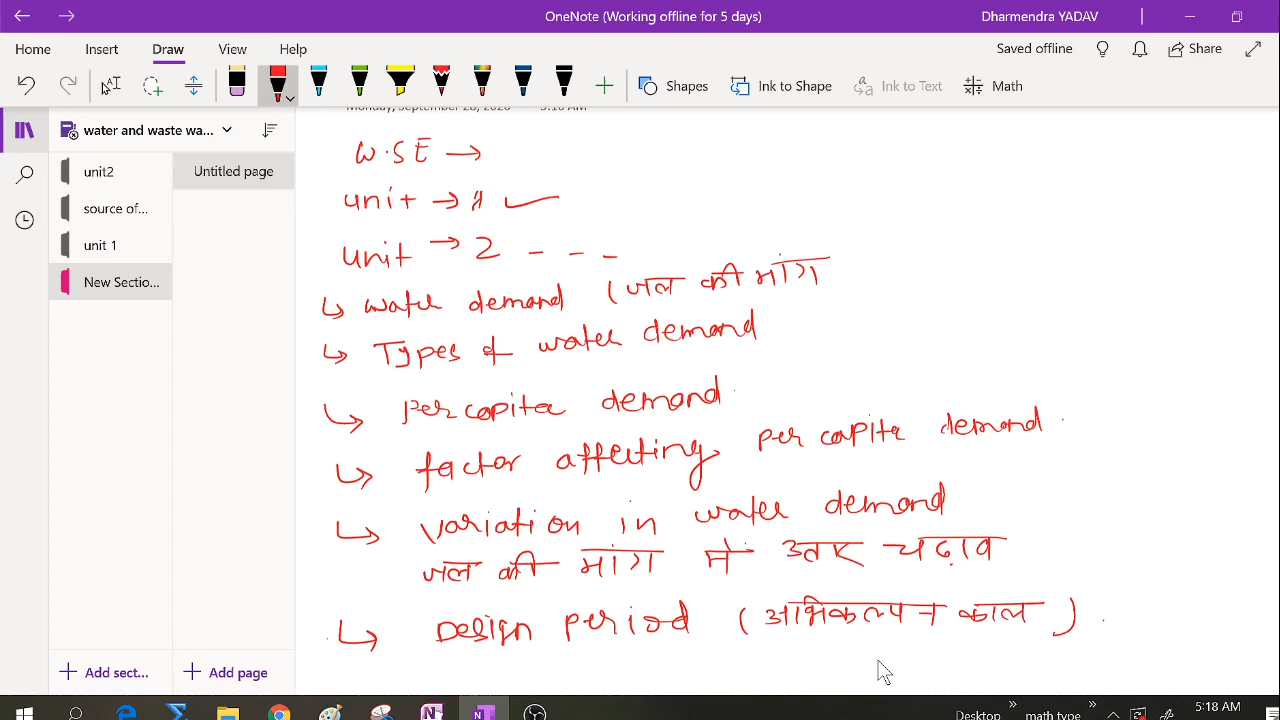 OneNote (Working offline for 5 days)
Dharmendra YADAV
Home Insert Draw View Help
Saved offline
Share
Shapes
Ink to Shape
Ink to Text
Math
water and waste wa...
unit2
source of...
unit 1
New Sectio...
Untitled page
W.S.E →
unit → 1
unit → 2 - - -
↳ water demand (जल की मांग
↳ Types of water demand
↳ percapita demand
↳ factor affecting per capita demand
↳ variation in water demand
जल की मांग में उतार चढ़ाव
↳ Design period (अभिकल्पन काल)
+ Add sect...
+ Add page
Desktop
math type
5:18 AM